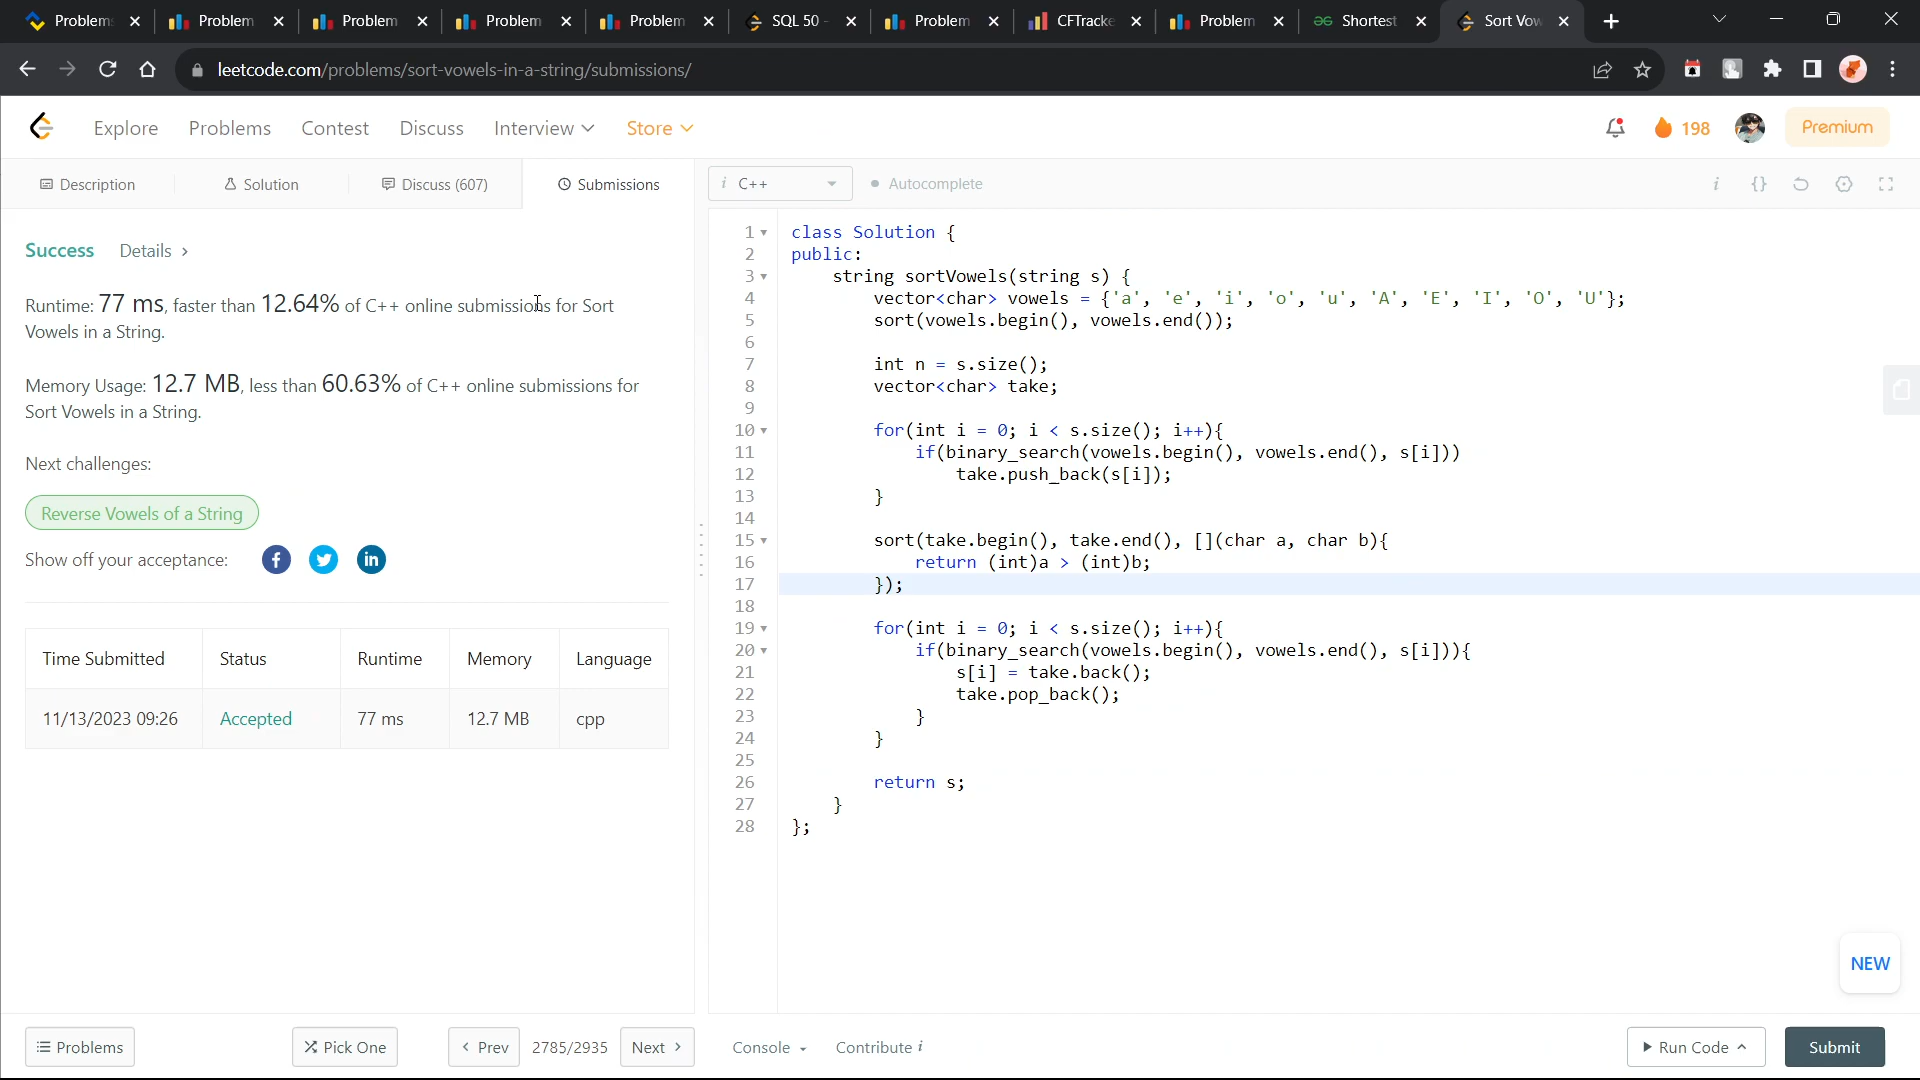 Problem
Problem
Problem
Problem
Problem
SQL 50 -
Problem
CFTracke
Problem
Shortest
Sort Vow
leetcode.com/problems/sort-vowels-in-a-string/submissions/
Explore Problems Contest Discuss Interview Store
198
Premium
Description
Solution
Discuss (607)
Submissions
i C++
Autocomplete
i {}
Success Details >
Runtime: 77 ms, faster than 12.64% of C++ online submissions for Sort
Vowels in a String.
Memory Usage: 12.7 MB, less than 60.63% of C++ online submissions for
Sort Vowels in a String.
Next challenges:
Reverse Vowels of a String
Show off your acceptance:
f in
Time Submitted Status Runtime Memory Language
11/13/2023 09:26 Accepted 77 ms 12.7 MB cpp
1 class Solution {
2 public:
3 string sortVowels(string s) {
4 vector<char> vowels = {'a', 'e', 'i', 'o', 'u', 'A', 'E', 'I', 'O', 'U'};
5 sort(vowels.begin(), vowels.end());
6
7 int n = s.size();
8 vector<char> take;
9
10 for(int i = 0; i < s.size(); i++){
11 if(binary_search(vowels.begin(), vowels.end(), s[i]))
12 take.push_back(s[i]);
13 }
14
15 sort(take.begin(), take.end(), [](char a, char b){
16 return (int)a > (int)b;
17 });
18
19 for(int i = 0; i < s.size(); i++){
20 if(binary_search(vowels.begin(), vowels.end(), s[i])){
21 s[i] = take.back();
22 take.pop_back();
23 }
24 }
25
26 return s;
27 }
28 };
NEW
Problems
Pick One
< Prev
2785/2935
Next >
Console
Contribute i
Run Code
Submit